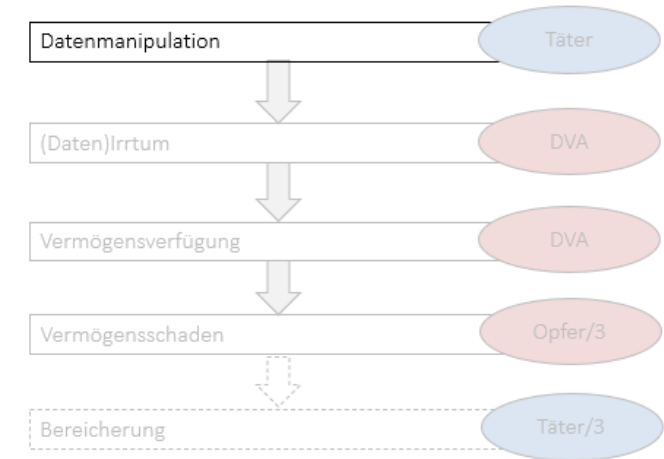 Datenmanipulation Täter
(Daten)Irrtum DVA
Vermögensverfügung DVA
Vermögensschaden Opfer/3
Bereicherung Täter/3